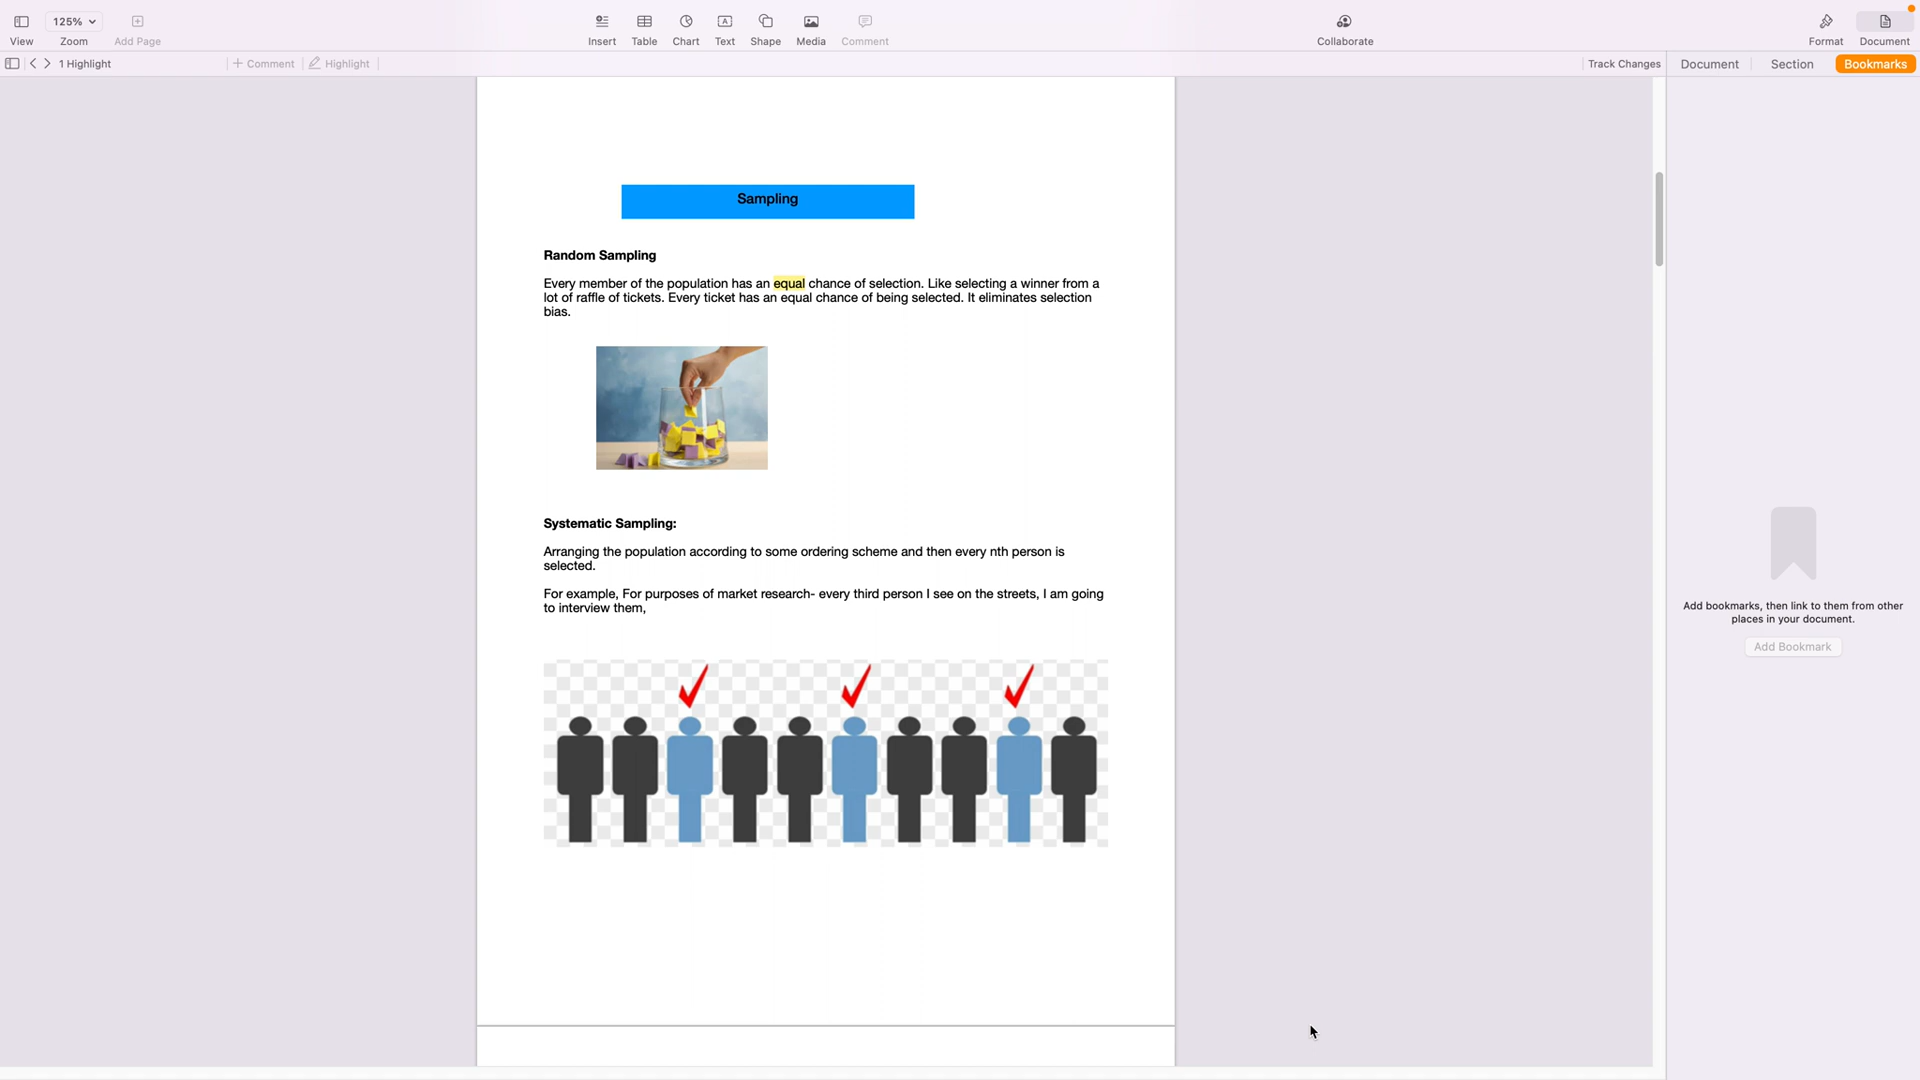 125%
View
Zoom
Add Page
Insert
Table
Chart
Text
Shape
Media
Comment
Collaborate
Format
Document
1 Highlight
Comment
Highlight
Track Changes
Document
Section
Bookmarks
Sampling
Random Sampling
Every member of the population has an equal chance of selection. Like selecting a winner from a
lot of raffle of tickets. Every ticket has an equal chance of being selected. It eliminates selection
bias.
Systematic Sampling:
Arranging the population according to some ordering scheme and then every nth person is
selected.
For example, For purposes of market research- every third person I see on the streets, I am going
to interview them,
Add bookmarks, then link to them from other
places in your document.
Add Bookmark